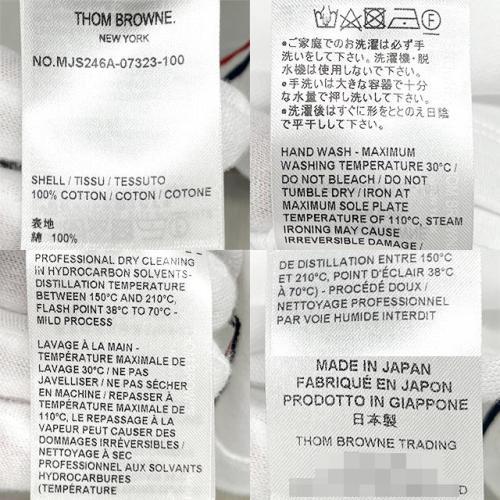 THOM BROWNE.
NEW YORK
NO.MJS246A-07323-100
SHELL / TISSU / TESSUTO
100% COTTON / COTON / COTONE
表地
綿 100%
●ご家庭でのお洗濯は必ず手
洗いをして下さい。洗濯機・脱
水機は使用しないで下さい。
●手洗いは大きな容器で十分
な水量で押し洗いして下さい。
●洗濯後はすぐに形をととのえ日陰
で平干しして下さい。
HAND WASH - MAXIMUM
WASHING TEMPERATURE 30°C /
DO NOT BLEACH / DO NOT
TUMBLE DRY / IRON AT
MAXIMUM SOLE PLATE
TEMPERATURE OF 110°C, STEAM
IRONING MAY CAUSE
IRREVERSIBLE DAMAGE /
PROFESSIONAL DRY CLEANING
IN HYDROCARBON SOLVENTS-
DISTILLATION TEMPERATURE
BETWEEN 150°C AND 210°C,
FLASH POINT 38°C TO 70°C -
MILD PROCESS
LAVAGE À LA MAIN -
TEMPÉRATURE MAXIMALE DE
LAVAGE 30°C / NE PAS
JAVELLISER / NE PAS SÉCHER
EN MACHINE / REPASSER À
TEMPÉRATURE MAXIMALE DE
110°C, LE REPASSAGE À LA
VAPEUR PEUT CAUSER DES
DOMMAGES IRRÉVERSIBLES /
NETTOYAGE À SEC
PROFESSIONNEL AUX SOLVANTS
HYDROCARBURES
(TEMPÉRATURE
DE DISTILLATION ENTRE 150°C
ET 210°C, POINT D'ÉCLAIR 38°C
À 70°C) - PROCÉDÉ DOUX /
NETTOYAGE PROFESSIONNEL
PAR VOIE HUMIDE INTERDIT
MADE IN JAPAN
FABRIQUÉ EN JAPON
PRODOTTO IN GIAPPONE
日本製
THOM BROWNE TRADING